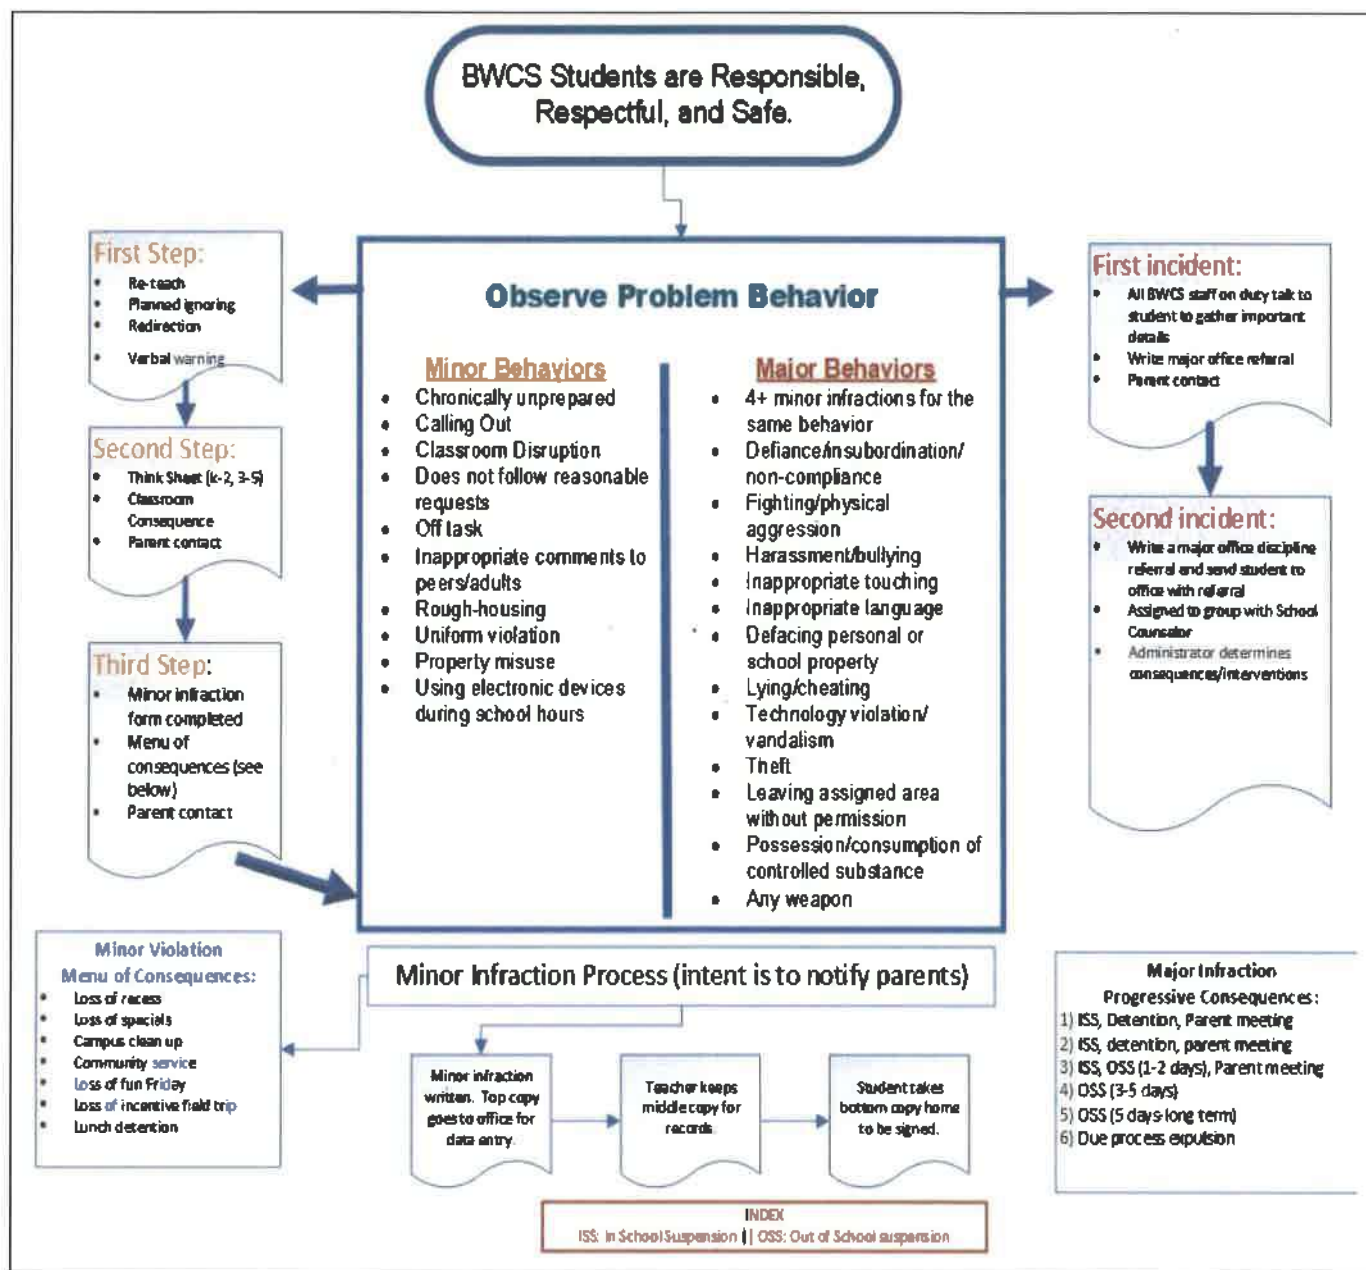 BWCS Students are Responsible,
Respectful, and Safe.
First Step:
• Re-teach
• Planned ignoring
• Redirection
• Verbal warning
Second Step:
• Think Sheet (k-2, 3-5)
• Classroom
Consequence
• Parent contact
Third Step:
• Minor infraction
form completed
• Menu of
consequences (see
below)
• Parent contact
Observe Problem Behavior
Minor Behaviors
• Chronically unprepared
• Calling Out
• Classroom Disruption
• Does not follow reasonable
requests
• Off task
• Inappropriate comments to
peers/adults
• Rough-housing
• Uniform violation
• Property misuse
• Using electronic devices
during school hours
Major Behaviors
• 4+ minor infractions for the
same behavior
• Defiance/insubordination/
non-compliance
• Fighting/physical
aggression
• Harassment/bullying
• Inappropriate touching
• Inappropriate language
• Defacing personal or
school property
• Lying/cheating
• Technology violation/
vandalism
• Theft
• Leaving assigned area
without permission
• Possession/consumption of
controlled substance
• Any weapon
First incident:
• All BWCS staff on duty talk to
student to gather important
details
• Write major office referral
• Parent contact
Second incident:
• Write a major office discipline
referral and send student to
office with referral
• Assigned to group with School
Counselor
• Administrator determines
consequences/interventions
Minor Violation
Menu of Consequences:
• Loss of recess
• Loss of specials
• Campus clean up
• Community service
• Loss of fun Friday
• Loss of incentive field trip
• Lunch detention
Minor Infraction Process (intent is to notify parents)
Minor infraction
written. Top copy
goes to office for
data entry.
Teacher keeps
middle copy for
records.
Student takes
bottom copy home
to be signed.
Major Infraction
Progressive Consequences:
1) ISS, Detention, Parent meeting
2) ISS, detention, parent meeting
3) ISS, OSS (1-2 days), Parent meeting
4) OSS (3-5 days)
5) OSS (5 days-long term)
6) Due process expulsion
INDEX
ISS: In School Suspension || OSS: Out of School suspension